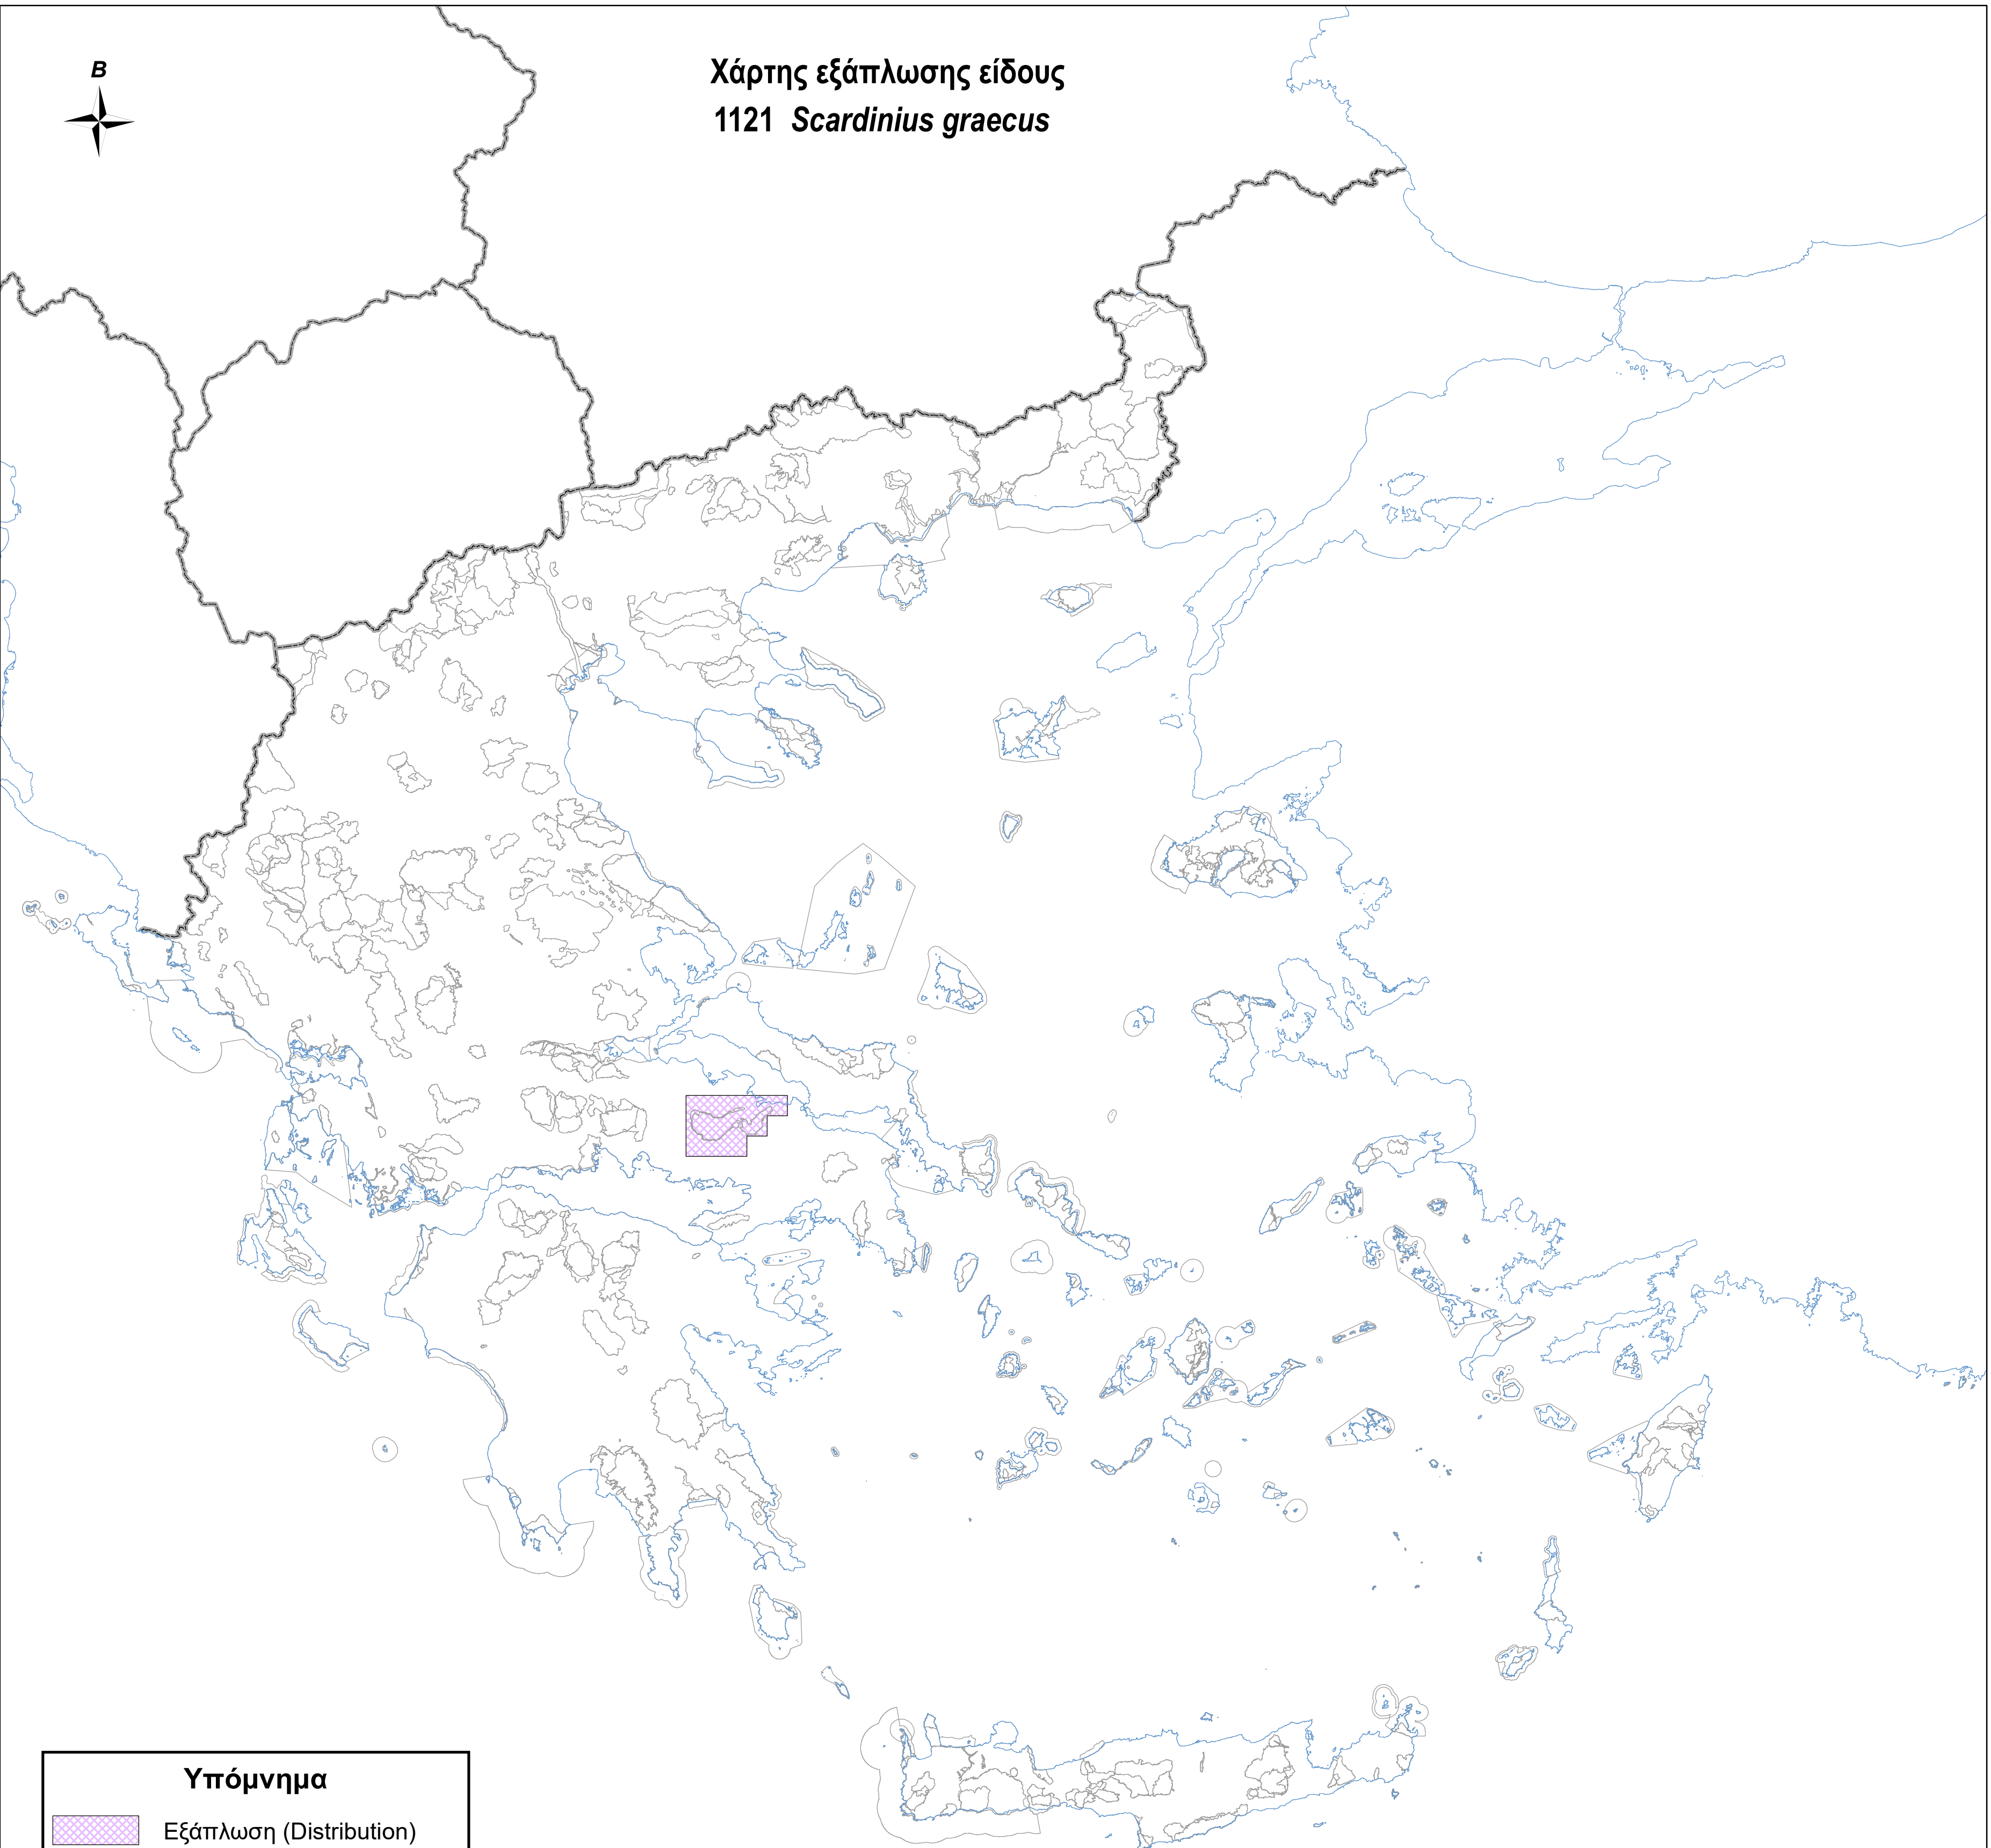 Β
Χάρτης εξάπλωσης είδους
1121 Scardinius graecus
Υπόμνημα
Εξάπλωση (Distribution)